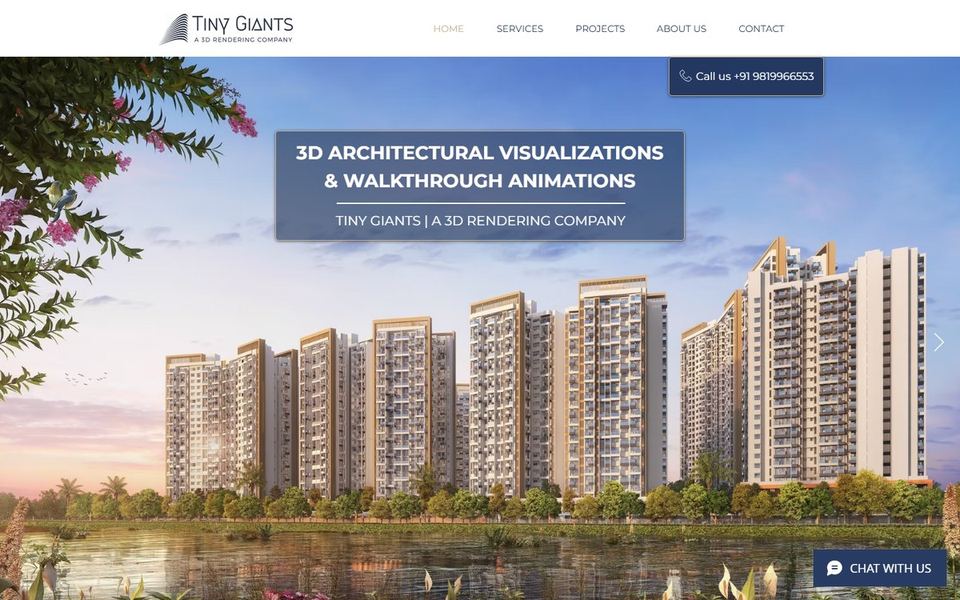 TINY GIANTS
A 3D RENDERING COMPANY
HOME
SERVICES
PROJECTS
ABOUT US
CONTACT
Call us +91 9819966553
3D ARCHITECTURAL VISUALIZATIONS
& WALKTHROUGH ANIMATIONS
TINY GIANTS | A 3D RENDERING COMPANY
CHAT WITH US